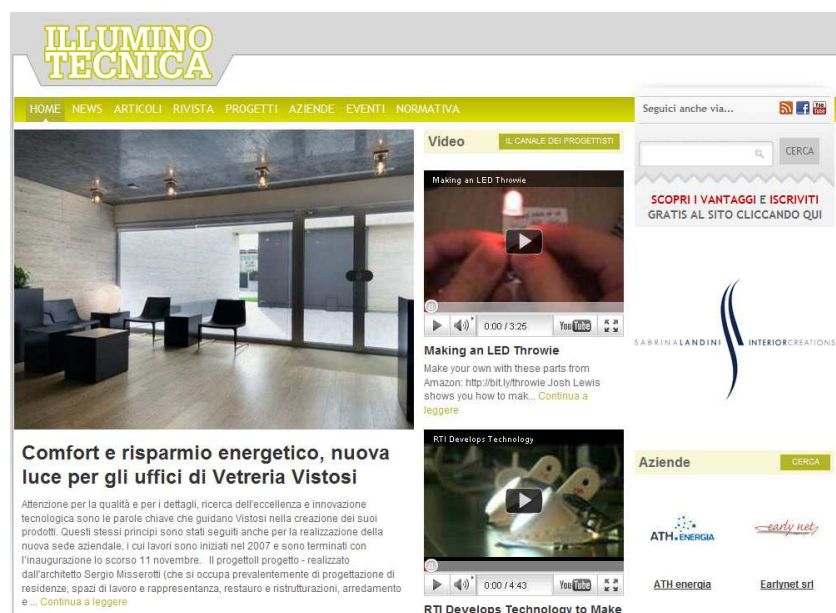 ILLUMINO
TECNICA
HOME NEWS ARTICOLI RIVISTA PROGETTI AZIENDE EVENTI NORMATIVA
Seguici anche via...
You
Tube
CERCA
SCOPRI I VANTAGGI E ISCRIVITI
GRATIS AL SITO CLICCANDO QUI
Video
IL CANALE DEI PROGETTISTI
Making an LED Throwie
0:00 / 3:25
YouTube
Making an LED Throwie
Make your own with these parts from
Amazon: http://bit.ly/throwie Josh Lewis
shows you how to mak... Continua a
leggere
RTI Develops Technology
0:00 / 4:43
YouTube
RTI Develops Technology to Make
Comfort e risparmio energetico, nuova
luce per gli uffici di Vetreria Vistosi
Attenzione per la qualità e per i dettagli, ricerca dell'eccellenza e innovazione
tecnologica sono le parole chiave che guidano Vistosi nella creazione dei suoi
prodotti. Questi stessi principi sono stati seguiti anche per la realizzazione della
nuova sede aziendale, i cui lavori sono iniziati nel 2007 e sono terminati con
l'inaugurazione lo scorso 11 novembre. Il progettoIl progetto - realizzato
dall'architetto Sergio Misserotti (che si occupa prevalentemente di progettazione di
residenze, spazi di lavoro e rappresentanza, restauro e ristrutturazioni, arredamento
e ... Continua a leggere
SABRINALANDINI INTERIORCREATIONS
Aziende
CERCA
ATH ENERGIA
early net
ATH energia
Earlynet srl